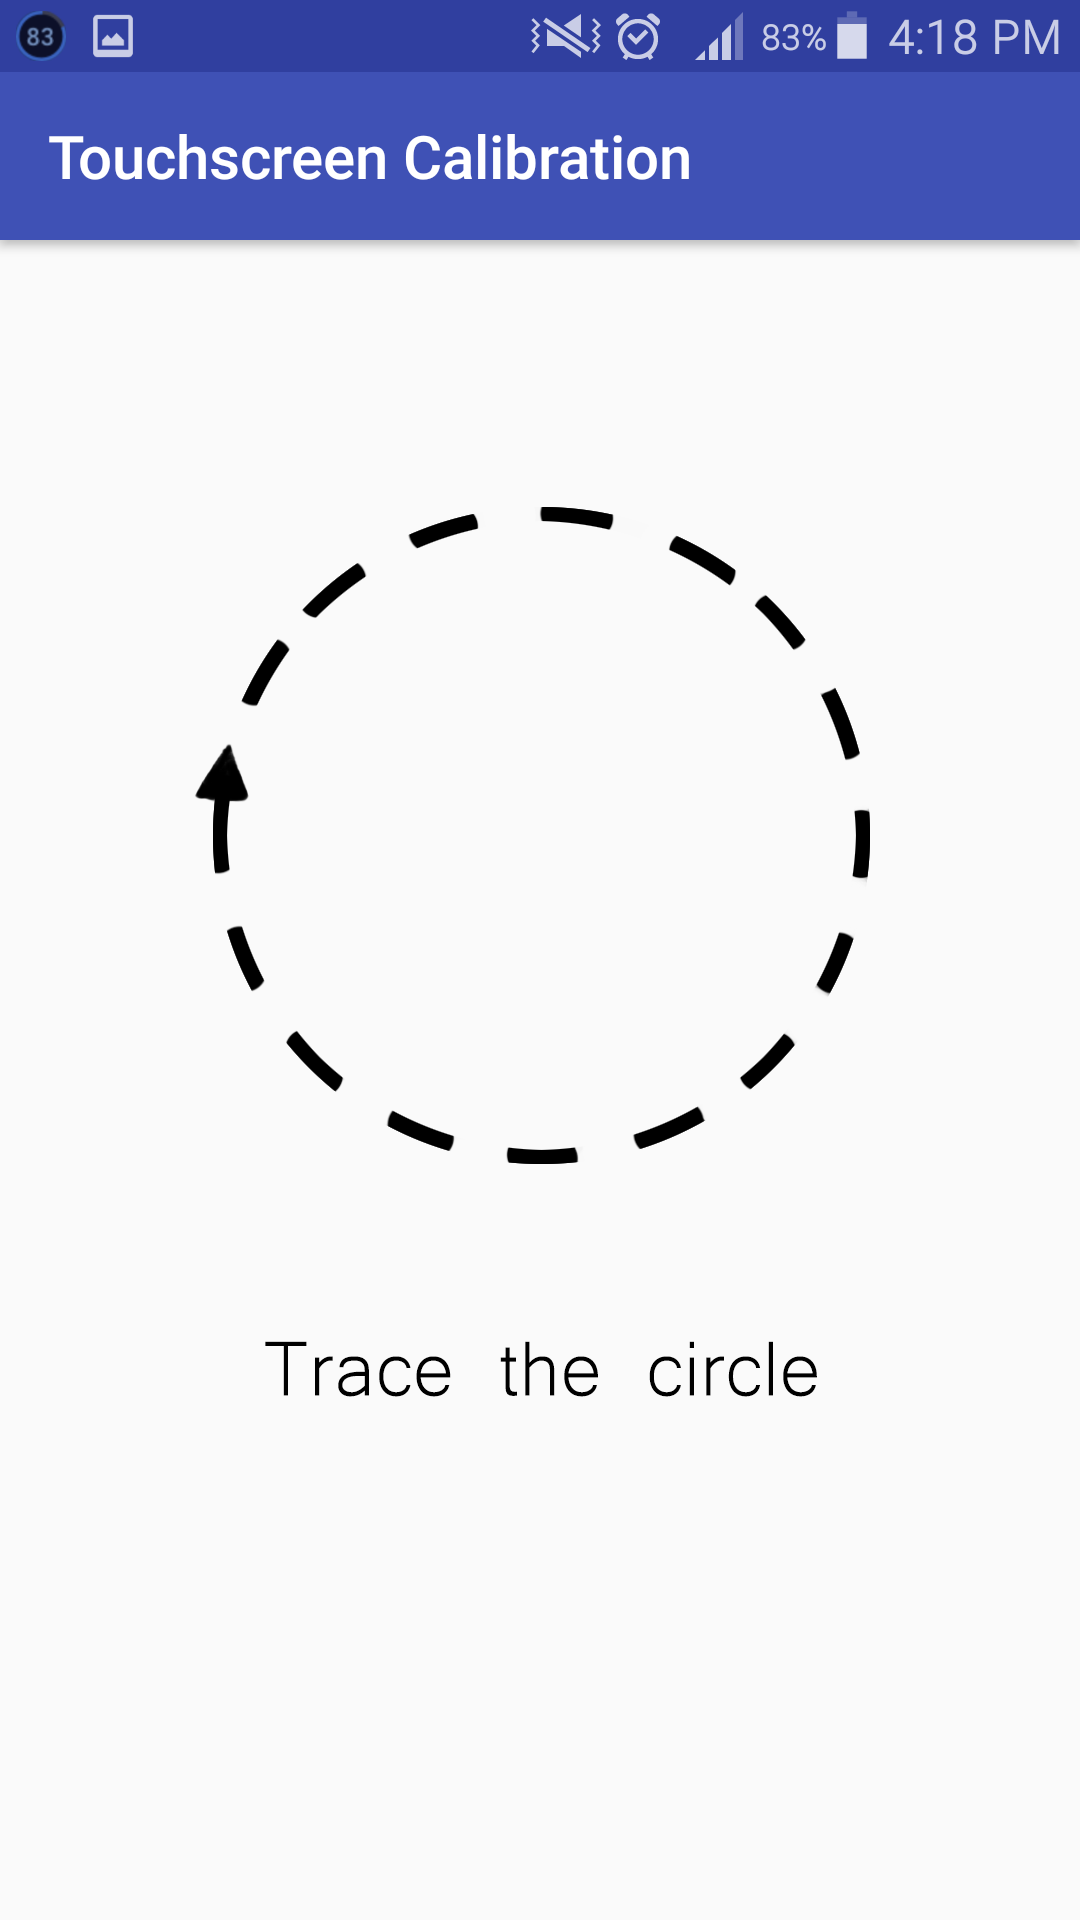 83 83% 4:18 PM
Touchscreen Calibration
Trace the circle